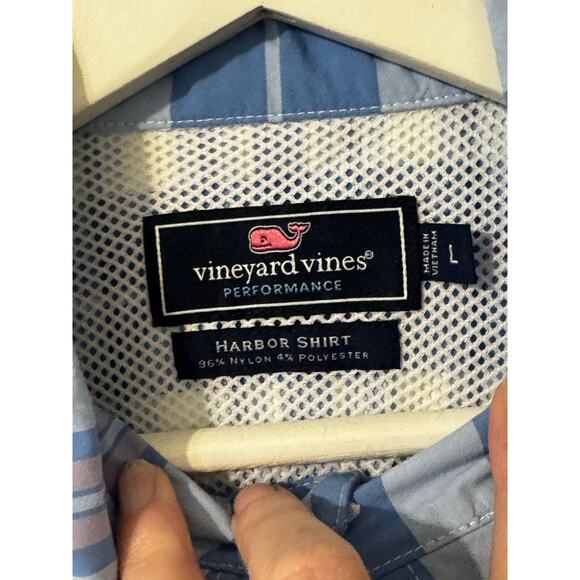 vineyard vines®
PERFORMANCE
MADE IN
VIETNAM
L
HARBOR SHIRT
96% NYLON 4% POLYESTER